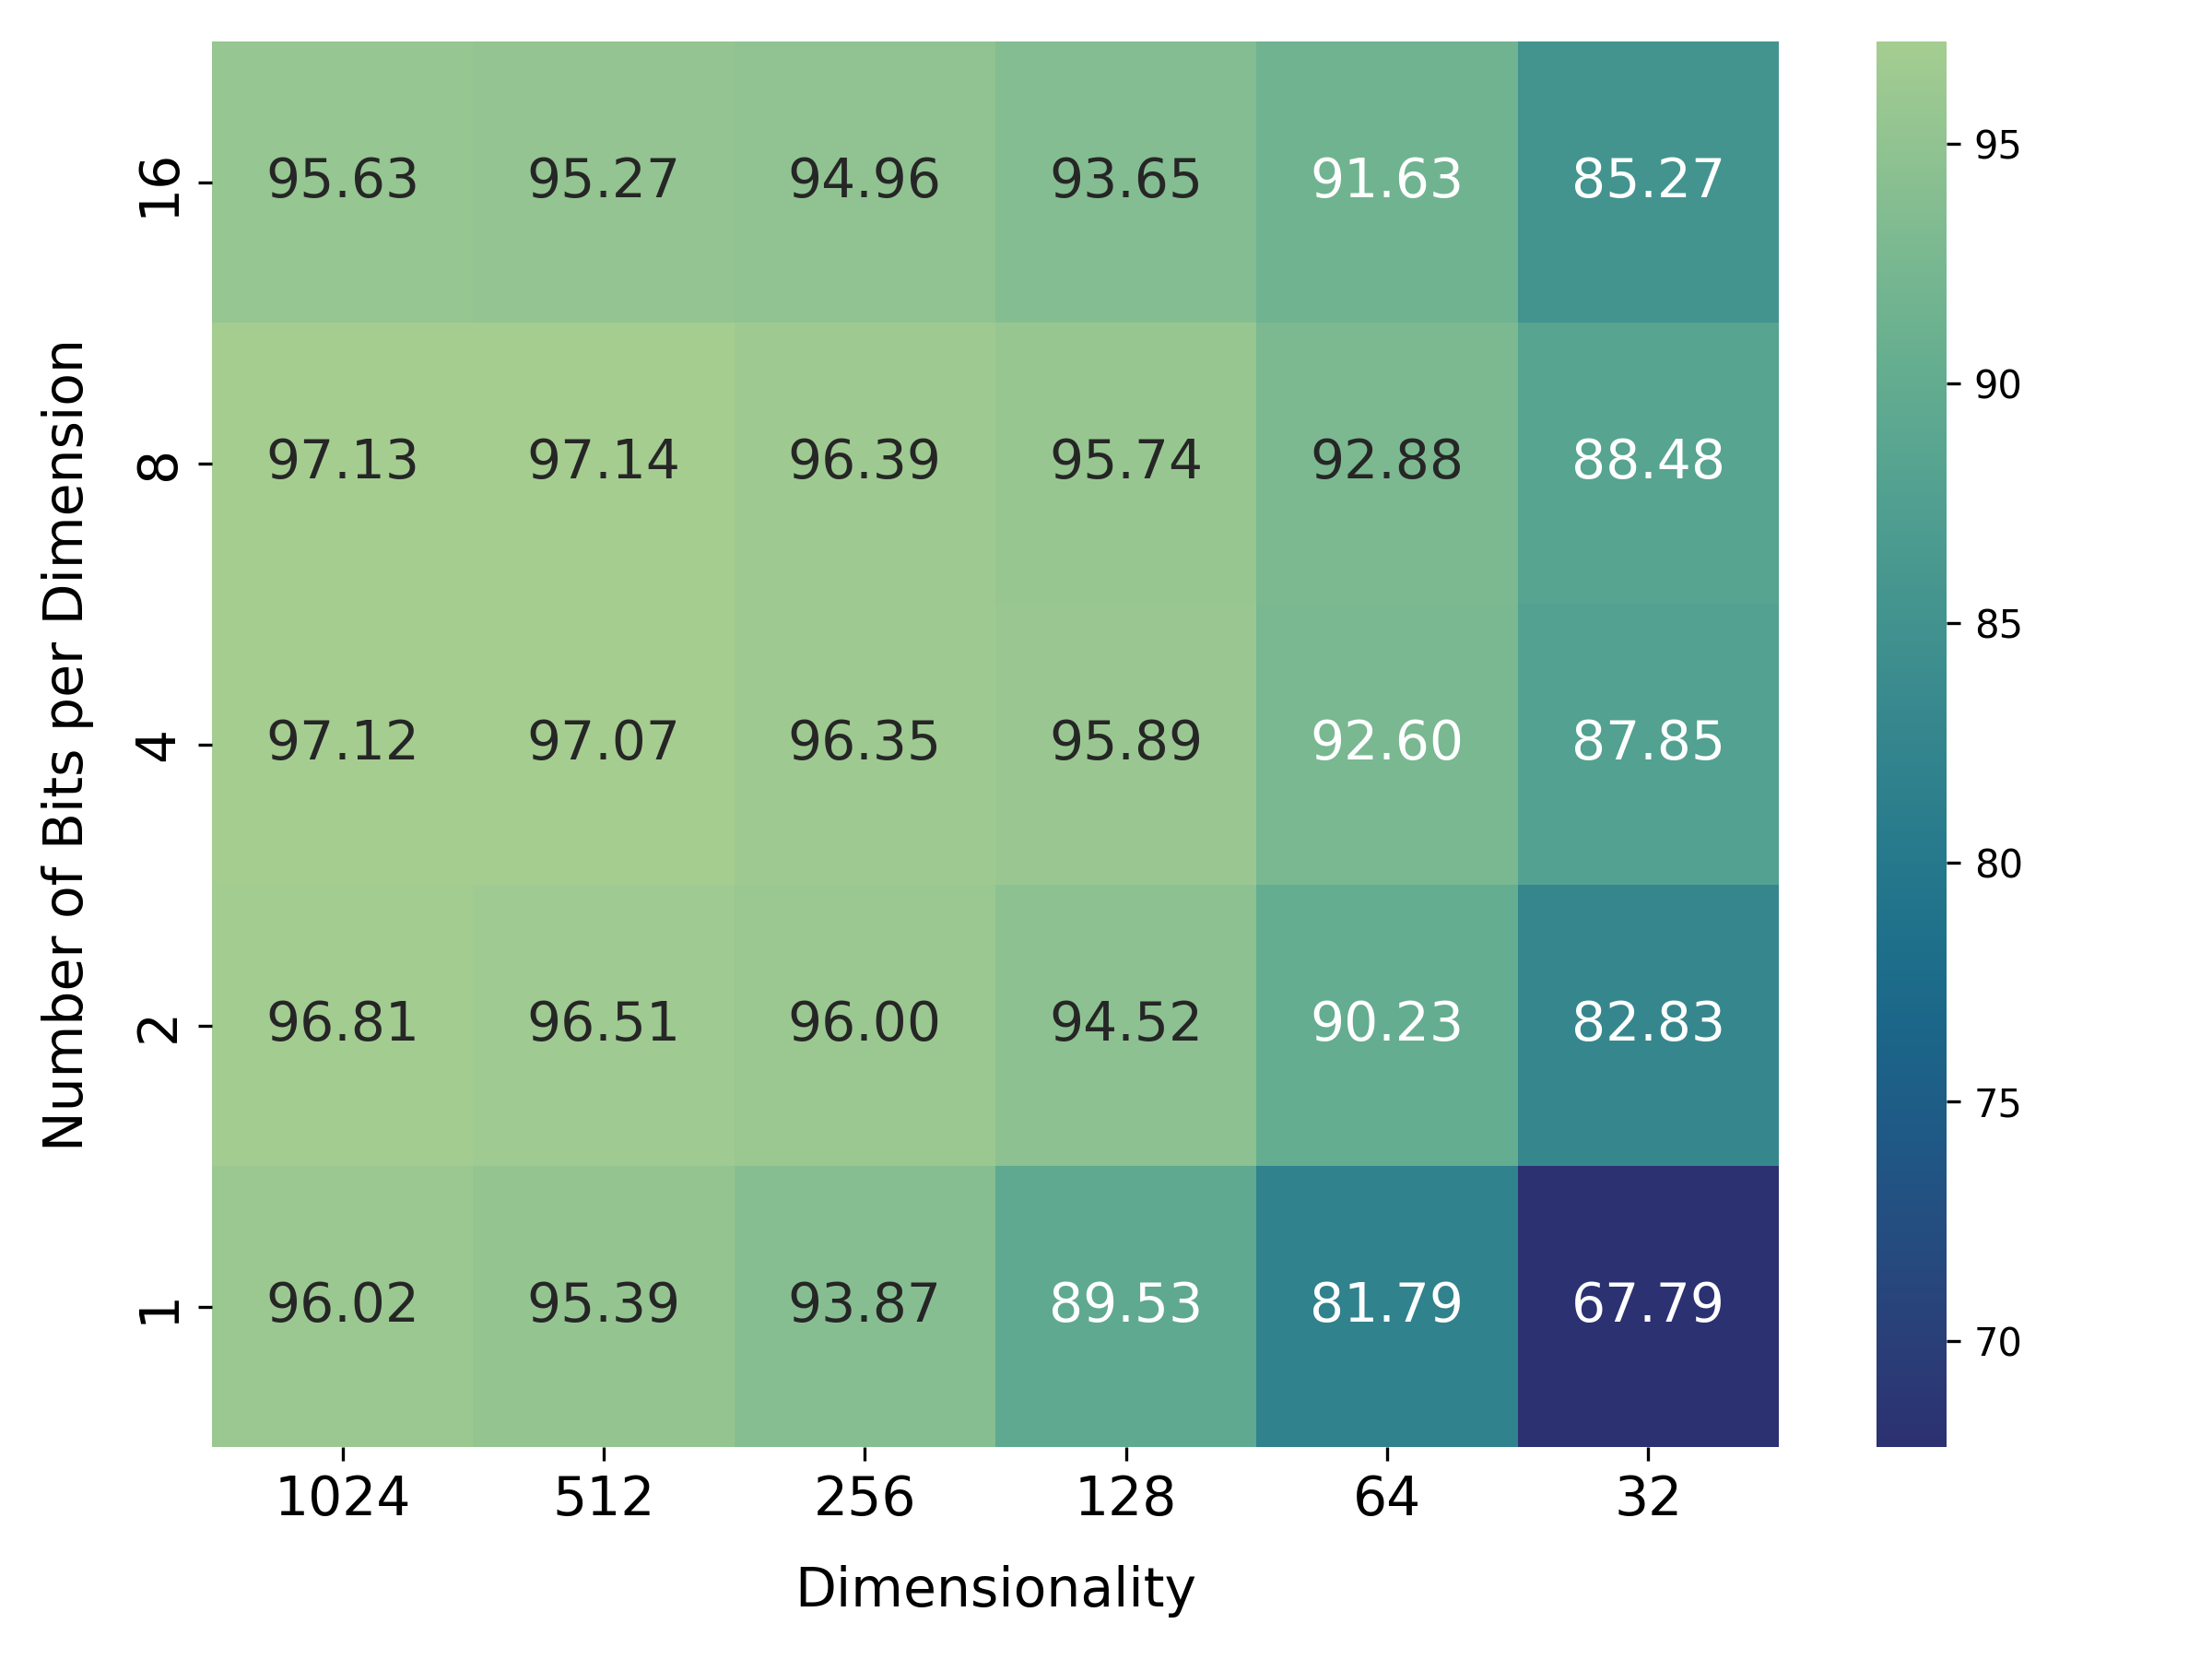 16 95.63 95.27 94.96 93.65 91.63 85.27
8 97.13 97.14 96.39 95.74 92.88 88.48
4 97.12 97.07 96.35 95.89 92.60 87.85
2 96.81 96.51 96.00 94.52 90.23 82.83
1 96.02 95.39 93.87 89.53 81.79 67.79
1024 512 256 128 64 32
Dimensionality
Number of Bits per Dimension
95
90
85
80
75
70